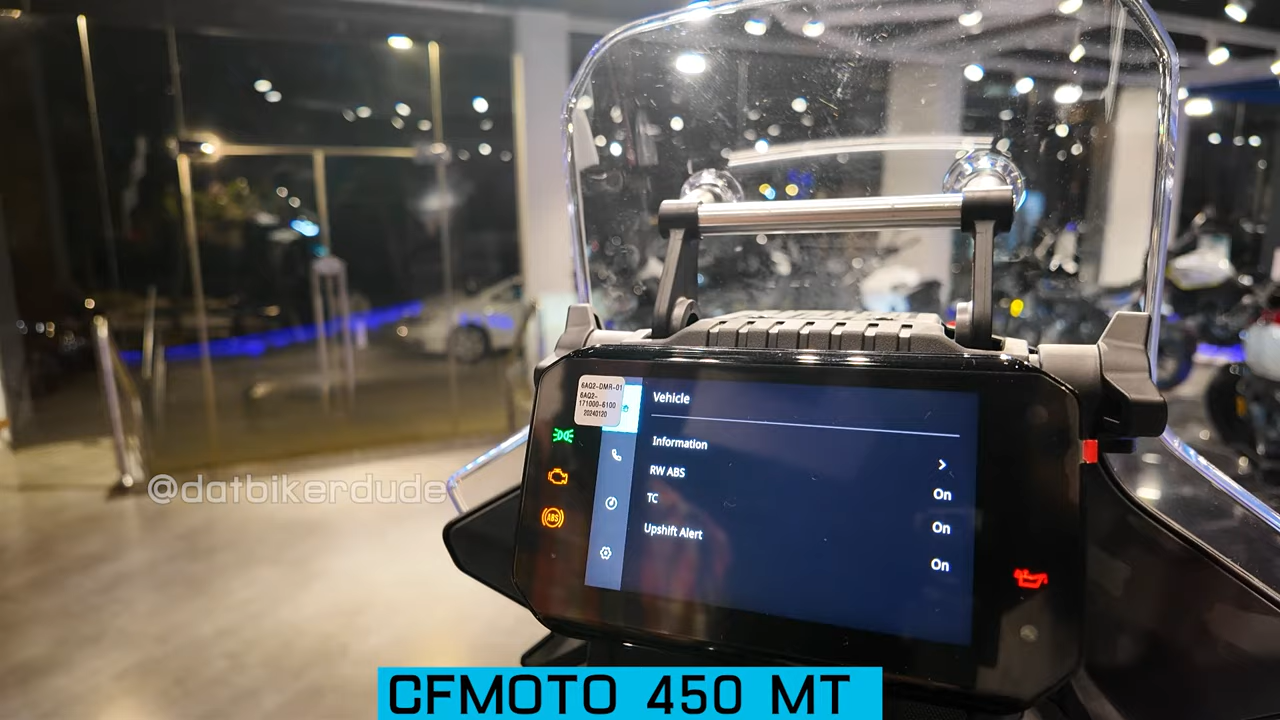 6AQ2-DMR-01
6AQ2-
171000-6100
20240120
Vehicle
Information
RW ABS
On
TC
On
Upshift Alert
On
ABS
@datbikerdude
CFMOTO 450 MT